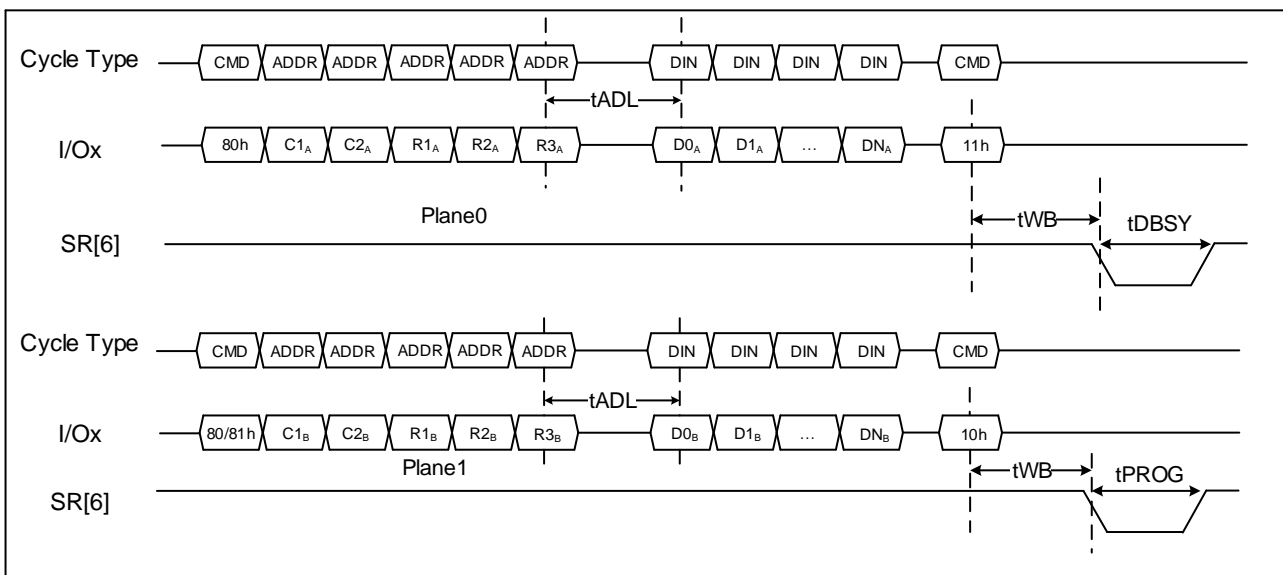 Cycle Type CMD ADDR ADDR ADDR ADDR ADDR DIN DIN DIN DIN CMD
tADL
I/Ox 80h C1A C2A R1A R2A R3A D0A D1A … DNA 11h
Plane0
tWB tDBSY
SR[6]
Cycle Type CMD ADDR ADDR ADDR ADDR ADDR DIN DIN DIN DIN CMD
tADL
I/Ox 80/81h C1B C2B R1B R2B R3B D0B D1B … DNB 10h
Plane1
tWB tPROG
SR[6]